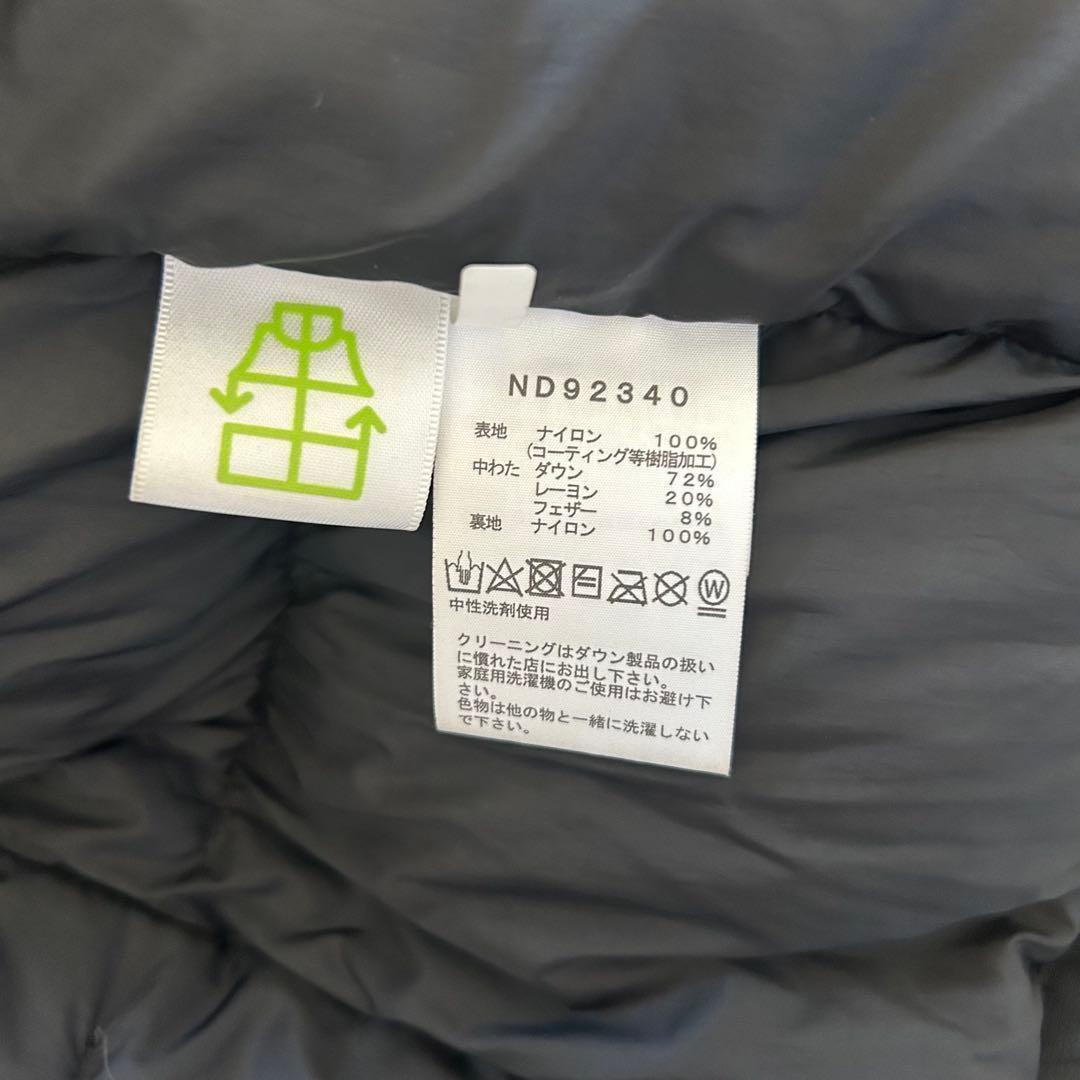 ND92340
表地 ナイロン 100%
(コーティング等樹脂加工)
中わた ダウン 72%
レーヨン 20%
フェザー 8%
裏地 ナイロン 100%
W
中性洗剤使用
クリーニングはダウン製品の扱い
に慣れた店にお出し下さい。
家庭用洗濯機のご使用はお避け下
さい。
色物は他の物と一緒に洗濯しない
で下さい。